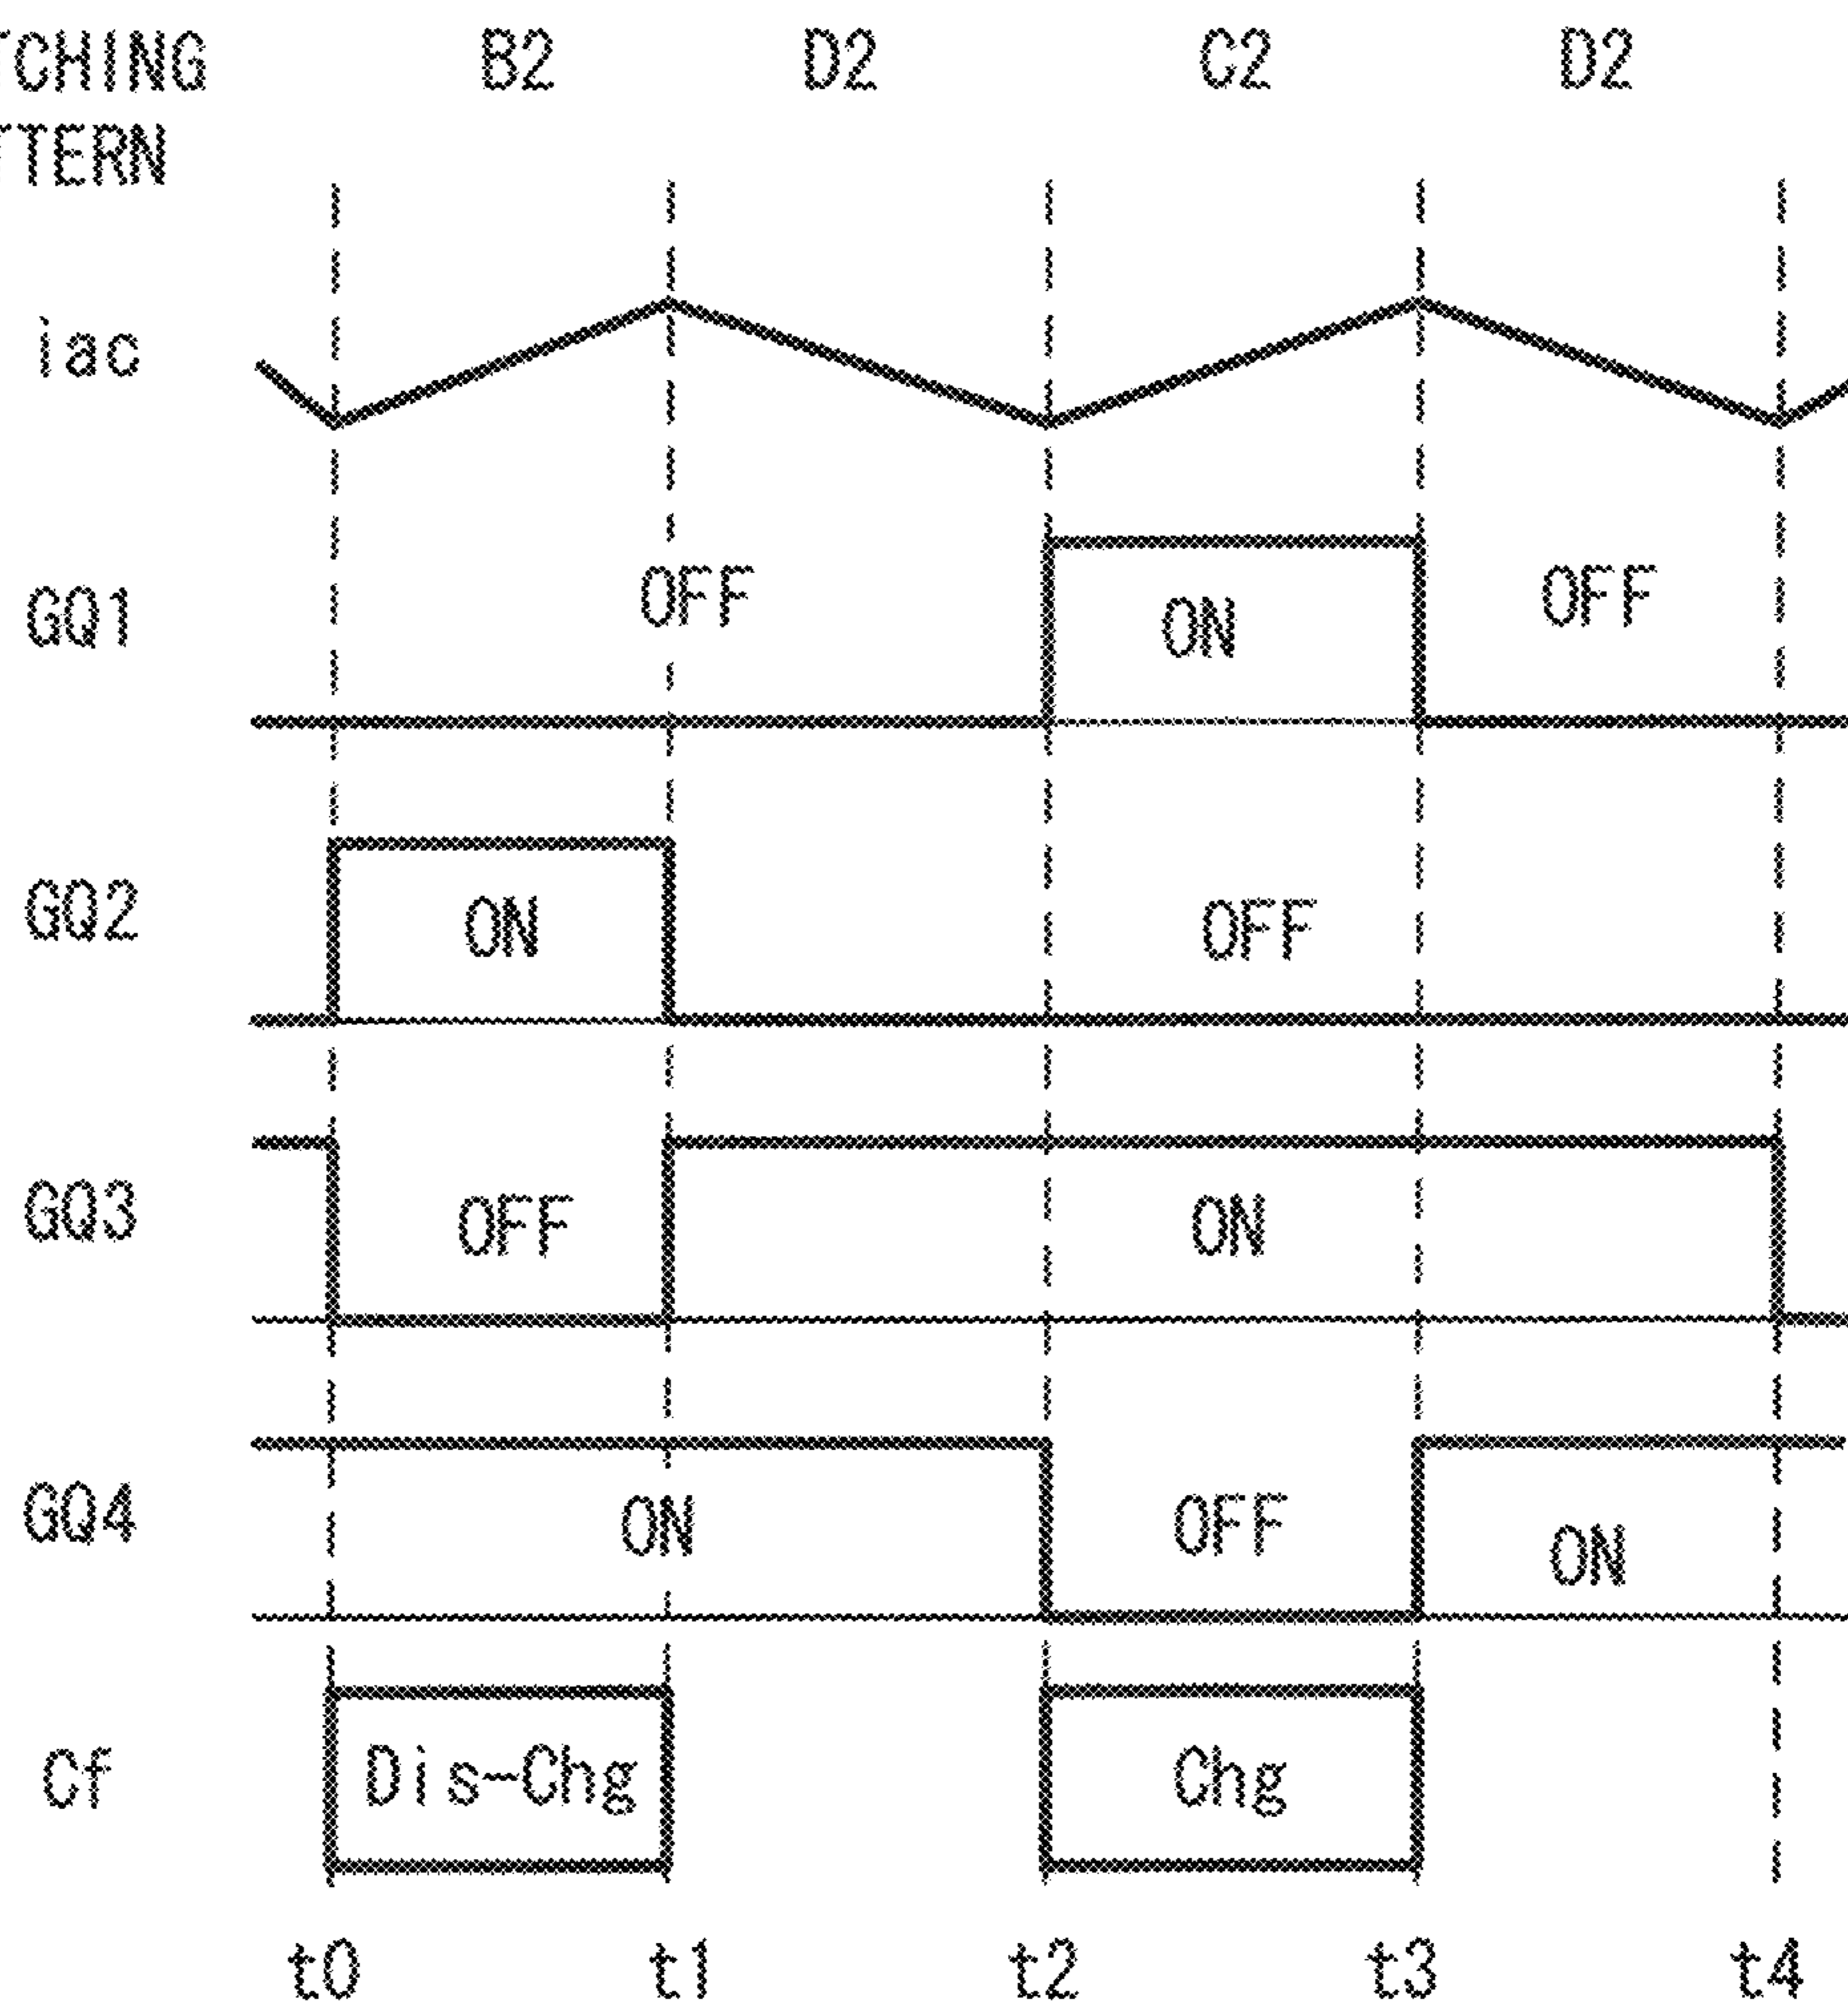 TCHING B2 D2 C2 D2
TTERN
iac
GQ1 OFF ON OFF
GQ2 ON OFF
GQ3 OFF ON
GQ4 ON OFF ON
Cf Dis-Chg Chg
t0 t1 t2 t3 t4